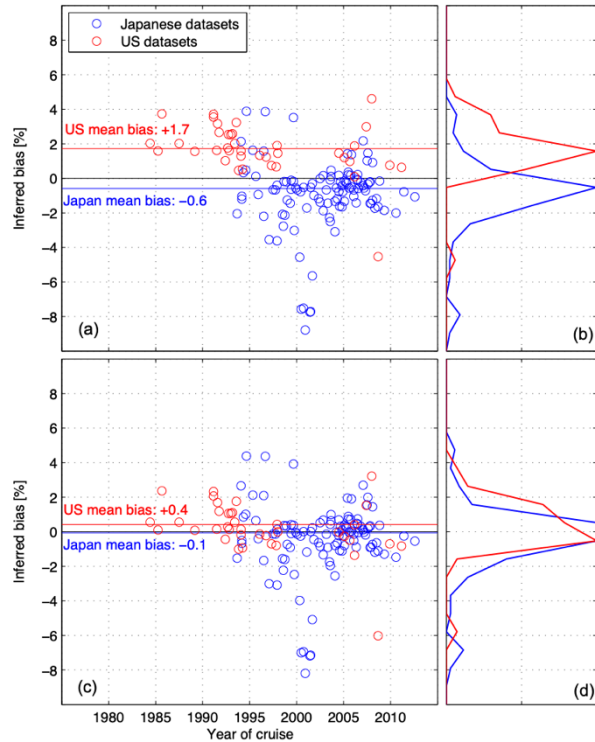 Japanese datasets
US datasets
8
6
4
2
0
−2
−4
−6
−8
Inferred bias [%]
US mean bias: +1.7
Japan mean bias: −0.6
(a)
(b)
8
6
4
2
0
−2
−4
−6
−8
Inferred bias [%]
US mean bias: +0.4
Japan mean bias: −0.1
(c)
(d)
1980 1985 1990 1995 2000 2005 2010
Year of cruise